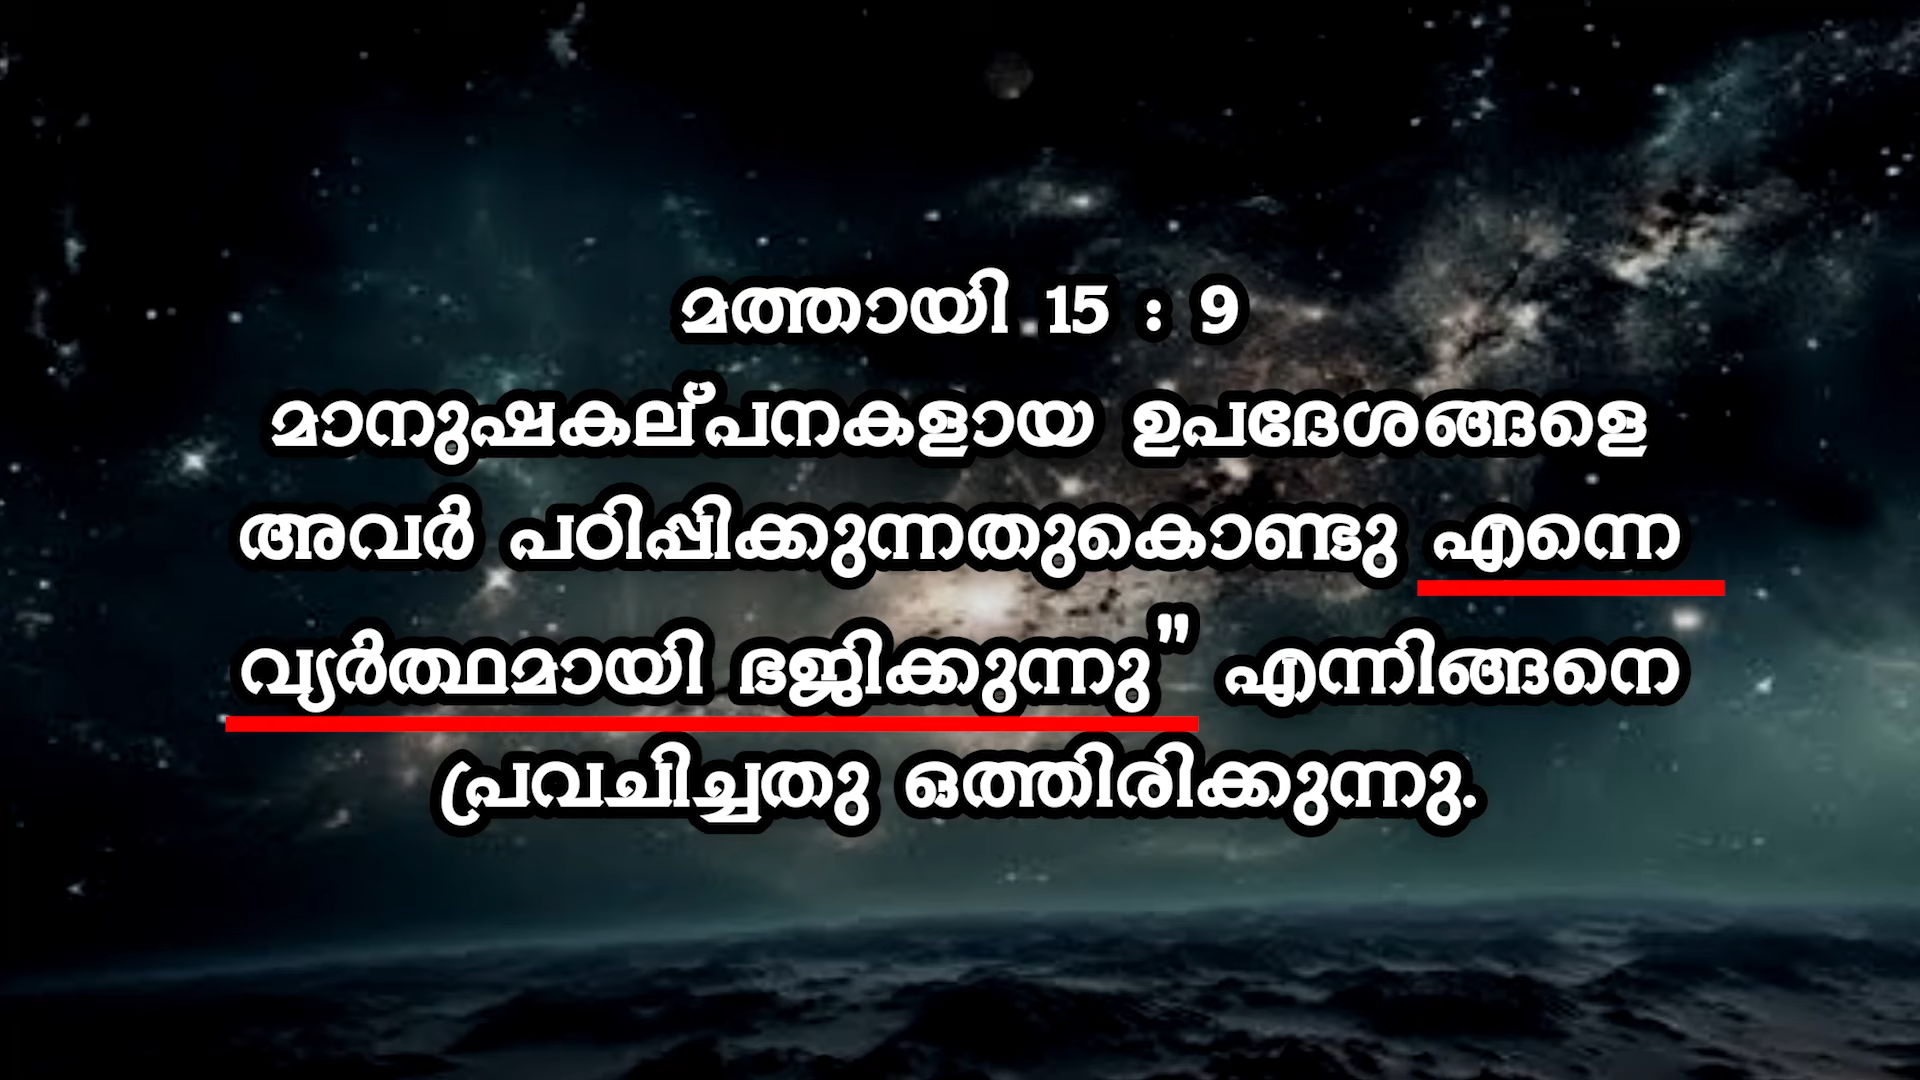 മത്തായി 15 : 9
മാനുഷകല്പനകളായ ഉപദേശങ്ങളെ
അവർ പഠിപ്പിക്കുന്നതുകൊണ്ടു എന്നെ
വ്യർത്ഥമായി ഭജിക്കുന്നു" എന്നിങ്ങനെ
പ്രവചിച്ചതു ഒത്തിരിക്കുന്നു.